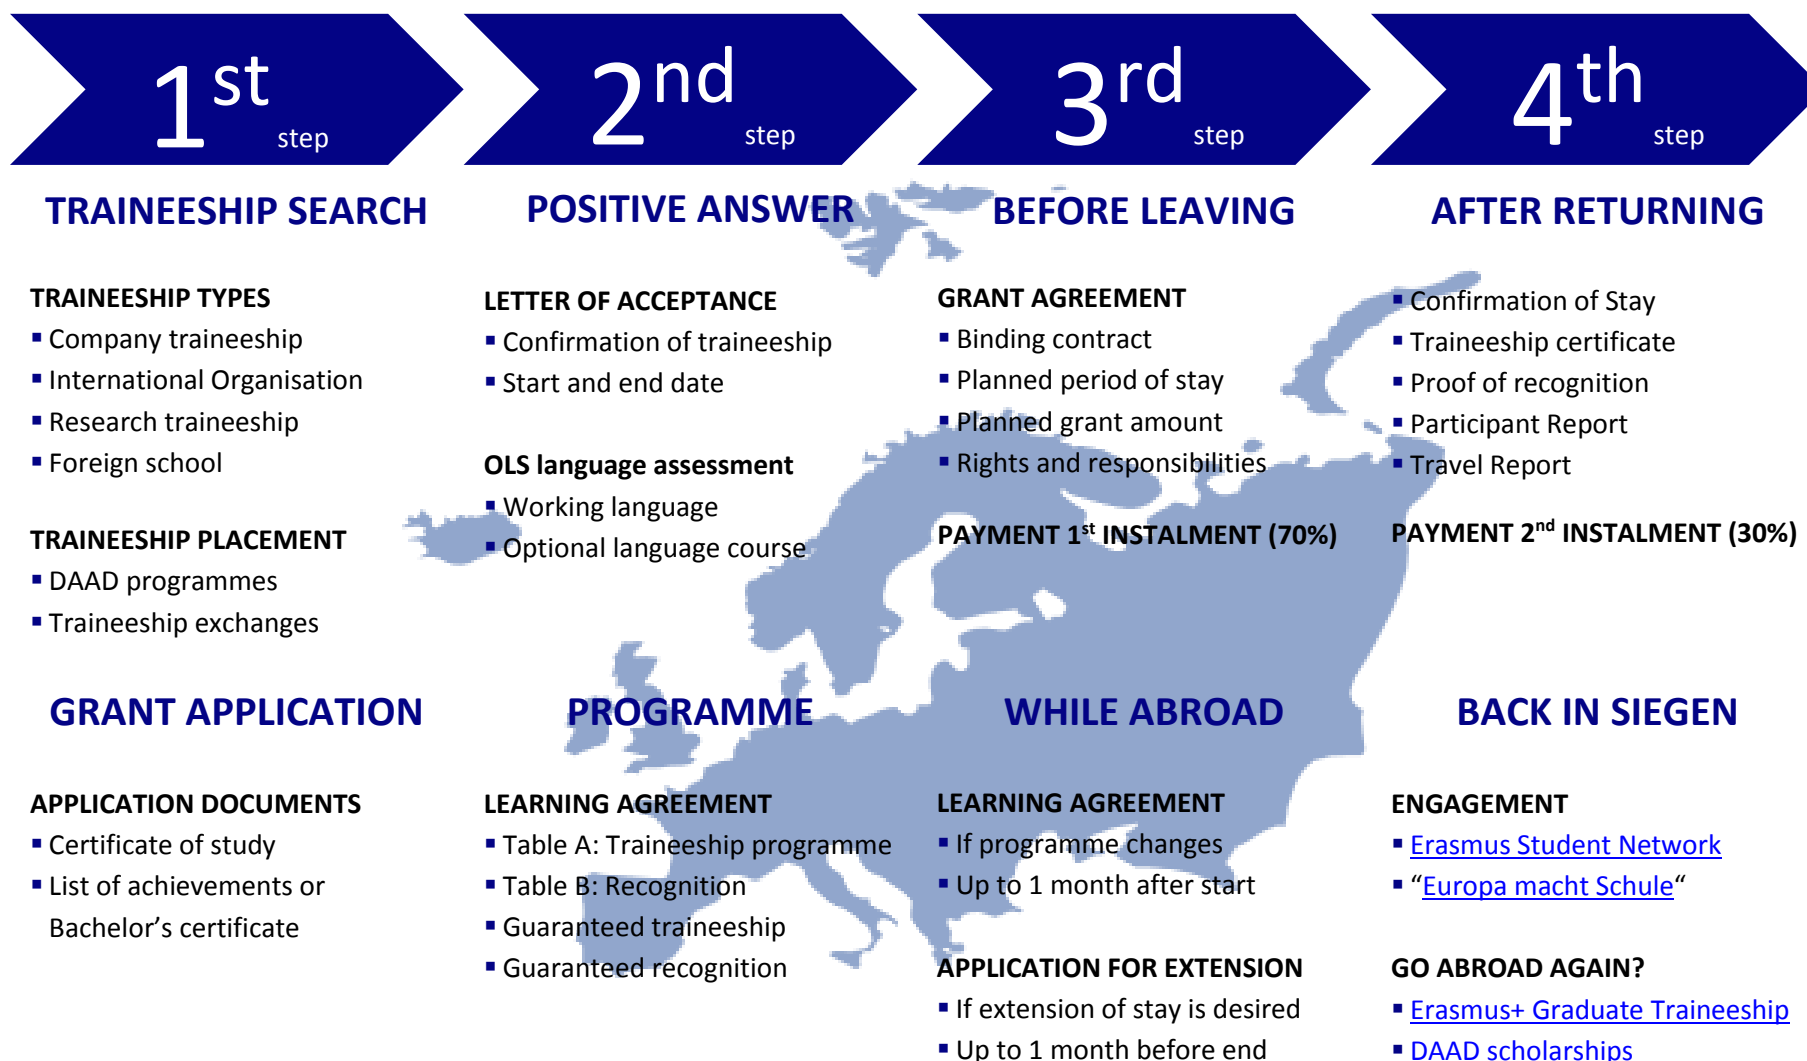 1st step
TRAINEESHIP SEARCH
TRAINEESHIP TYPES
▪ Company traineeship
▪ International Organisation
▪ Research traineeship
▪ Foreign school
TRAINEESHIP PLACEMENT
▪ DAAD programmes
▪ Traineeship exchanges
GRANT APPLICATION
APPLICATION DOCUMENTS
▪ Certificate of study
▪ List of achievements or
Bachelor’s certificate
2nd step
POSITIVE ANSWER
LETTER OF ACCEPTANCE
▪ Confirmation of traineeship
▪ Start and end date
OLS language assessment
▪ Working language
▪ Optional language course
PROGRAMME
LEARNING AGREEMENT
▪ Table A: Traineeship programme
▪ Table B: Recognition
▪ Guaranteed traineeship
▪ Guaranteed recognition
3rd step
BEFORE LEAVING
GRANT AGREEMENT
▪ Binding contract
▪ Planned period of stay
▪ Planned grant amount
▪ Rights and responsibilities
PAYMENT 1st INSTALMENT (70%)
WHILE ABROAD
LEARNING AGREEMENT
▪ If programme changes
▪ Up to 1 month after start
APPLICATION FOR EXTENSION
▪ If extension of stay is desired
▪ Up to 1 month before end
4th step
AFTER RETURNING
▪ Confirmation of Stay
▪ Traineeship certificate
▪ Proof of recognition
▪ Participant Report
▪ Travel Report
PAYMENT 2nd INSTALMENT (30%)
BACK IN SIEGEN
ENGAGEMENT
▪ Erasmus Student Network
▪ “Europa macht Schule“
GO ABROAD AGAIN?
▪ Erasmus+ Graduate Traineeship
▪ DAAD scholarships